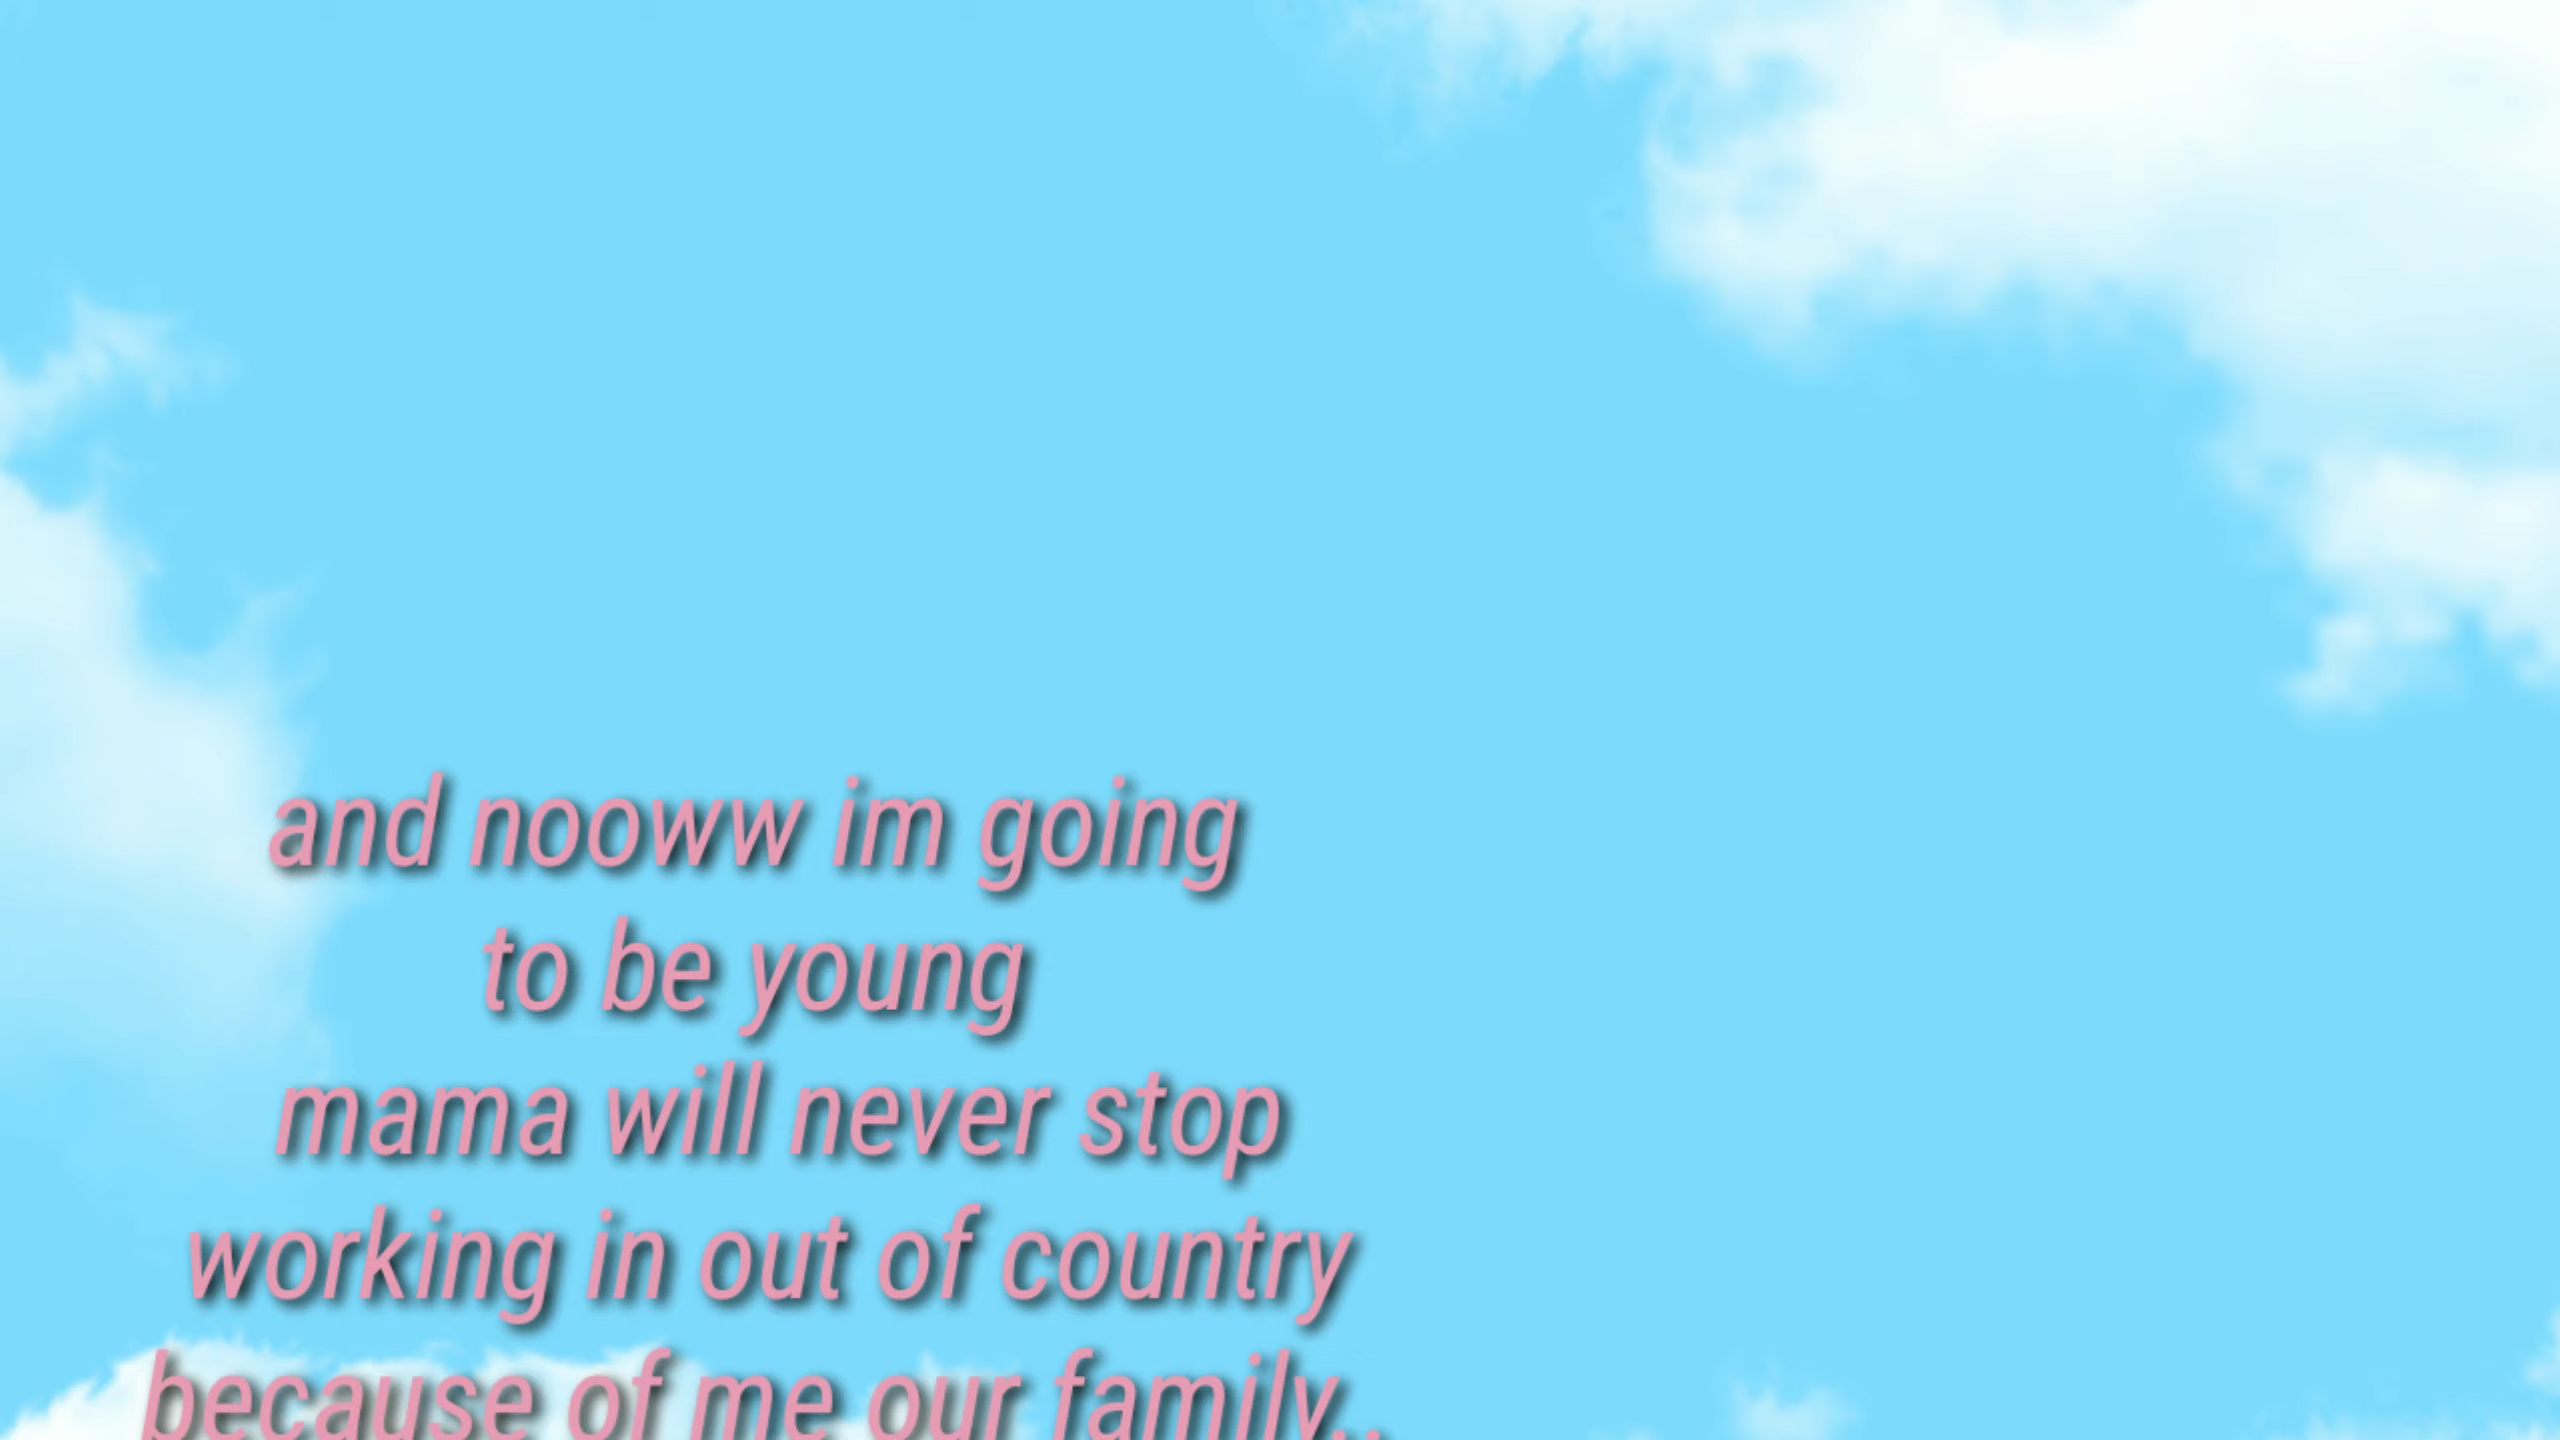 and nooww im going
to be young
mama will never stop
working in out of country
because of me our family..